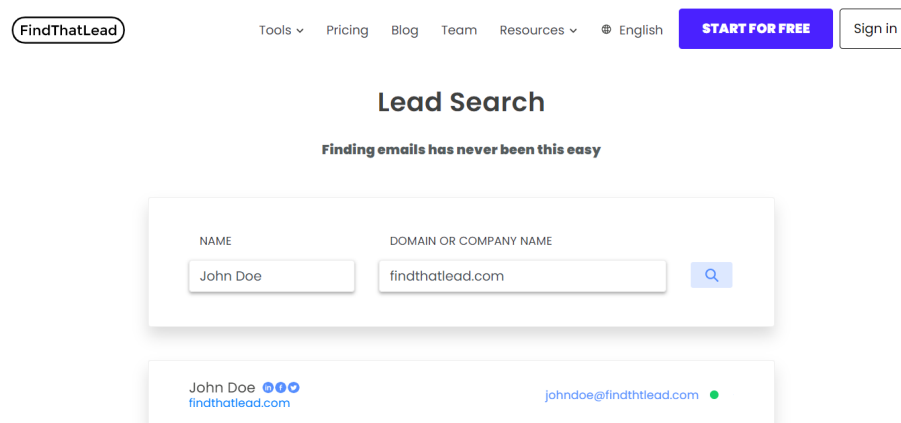 FindThatLead Tools Pricing Blog Team Resources English START FOR FREE Sign in
Lead Search
Finding emails has never been this easy
NAME DOMAIN OR COMPANY NAME
John Doe findthatlead.com
John Doe in f
findthatlead.com johndoe@findthtlead.com